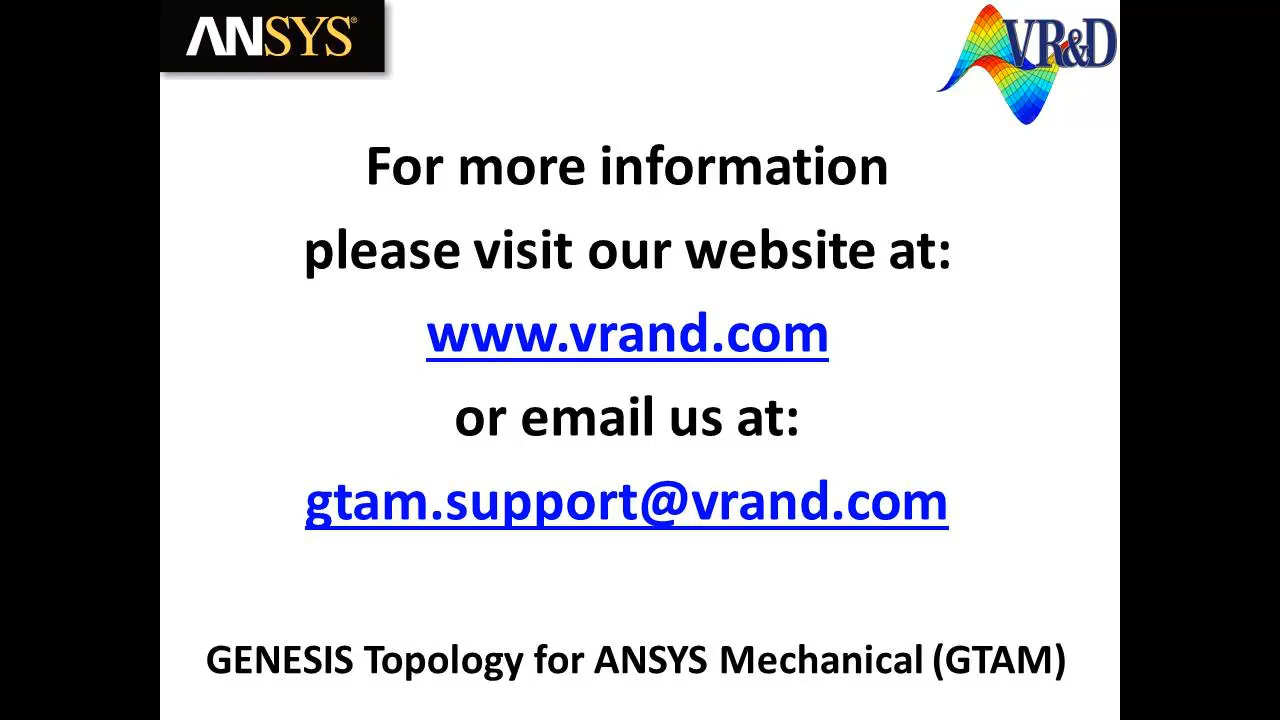 ANSYS®
VR&D
For more information
please visit our website at:
www.vrand.com
or email us at:
gtam.support@vrand.com
GENESIS Topology for ANSYS Mechanical (GTAM)